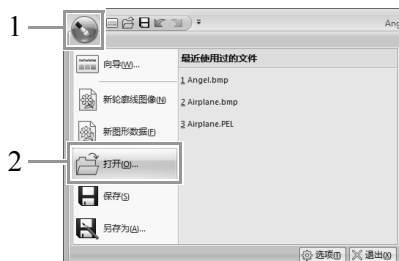 1
Ang
向导(W)...
新轮廓线图像(N)
新图形数据(E)
2
打开(O)...
保存(S)
另存为(A)...
最近使用过的文件
1 Angel.bmp
2 Airplane.bmp
3 Airplane.PEL
选项(I)
退出(X)